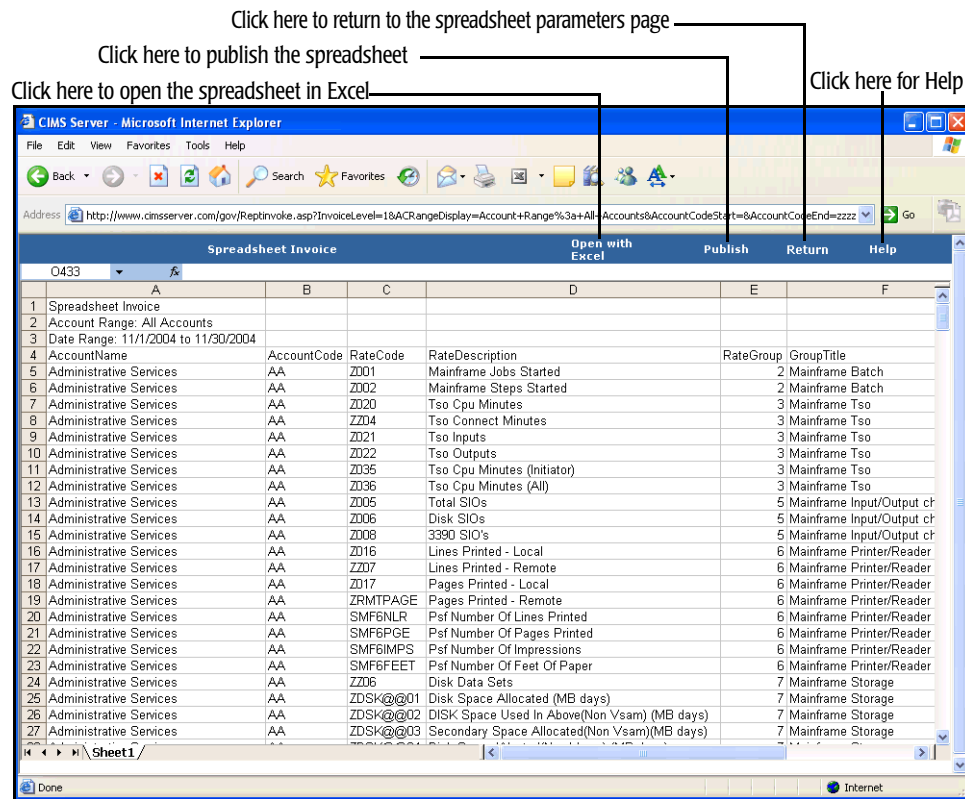 Click here to return to the spreadsheet parameters page
Click here to publish the spreadsheet
Click here for Help
Click here to open the spreadsheet in Excel
CIMS Server - Microsoft Internet Explorer
File Edit View Favorites Tools Help
Back Search Favorites
Address http://www.cimsserver.com/gov/ReptInvoke.asp?InvoiceLevel=1&ACRangeDisplay=Account+Range%3a+All+Accounts&AccountCodeStart=&AccountCodeEnd=zzzz Go
Spreadsheet Invoice Open with Excel Publish Return Help
O433 fx
A B C D E F
1 Spreadsheet Invoice
2 Account Range: All Accounts
3 Date Range: 11/1/2004 to 11/30/2004
4 AccountName AccountCode RateCode RateDescription RateGroup GroupTitle
5 Administrative Services AA Z001 Mainframe Jobs Started 2 Mainframe Batch
6 Administrative Services AA Z002 Mainframe Steps Started 2 Mainframe Batch
7 Administrative Services AA Z020 Tso Cpu Minutes 3 Mainframe Tso
8 Administrative Services AA ZZ04 Tso Connect Minutes 3 Mainframe Tso
9 Administrative Services AA Z021 Tso Inputs 3 Mainframe Tso
10 Administrative Services AA Z022 Tso Outputs 3 Mainframe Tso
11 Administrative Services AA Z035 Tso Cpu Minutes (Initiator) 3 Mainframe Tso
12 Administrative Services AA Z036 Tso Cpu Minutes (All) 3 Mainframe Tso
13 Administrative Services AA Z005 Total SIOs 5 Mainframe Input/Output ch
14 Administrative Services AA Z006 Disk SIOs 5 Mainframe Input/Output ch
15 Administrative Services AA Z008 3390 SIO's 5 Mainframe Input/Output ch
16 Administrative Services AA Z016 Lines Printed - Local 6 Mainframe Printer/Reader
17 Administrative Services AA ZZ07 Lines Printed - Remote 6 Mainframe Printer/Reader
18 Administrative Services AA Z017 Pages Printed - Local 6 Mainframe Printer/Reader
19 Administrative Services AA ZRMTPAGE Pages Printed - Remote 6 Mainframe Printer/Reader
20 Administrative Services AA SMF6NLR Psf Number Of Lines Printed 6 Mainframe Printer/Reader
21 Administrative Services AA SMF6PGE Psf Number Of Pages Printed 6 Mainframe Printer/Reader
22 Administrative Services AA SMF6IMPS Psf Number Of Impressions 6 Mainframe Printer/Reader
23 Administrative Services AA SMF6FEET Psf Number Of Feet Of Paper 6 Mainframe Printer/Reader
24 Administrative Services AA ZZ06 Disk Data Sets 7 Mainframe Storage
25 Administrative Services AA ZDSK@@01 Disk Space Allocated (MB days) 7 Mainframe Storage
26 Administrative Services AA ZDSK@@02 DISK Space Used In Above(Non Vsam) (MB days) 7 Mainframe Storage
27 Administrative Services AA ZDSK@@03 Secondary Space Allocated(Non Vsam)(MB days) 7 Mainframe Storage
Sheet1
Done Internet